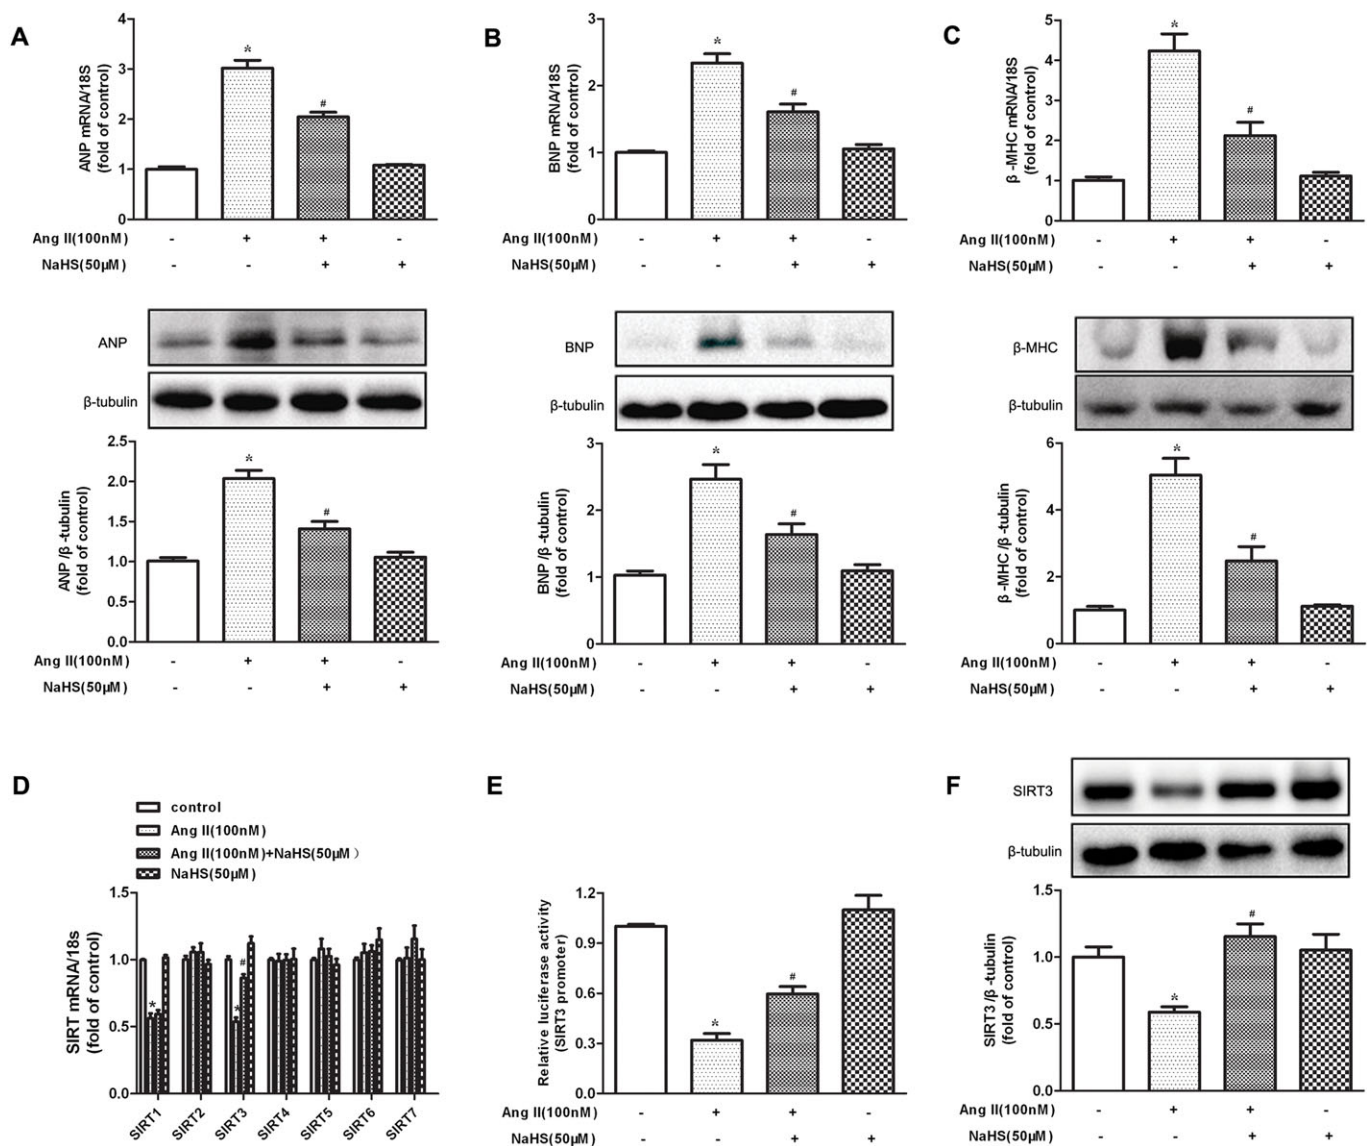 A
ANP mRNA/18S
(fold of control)
4
3
2
1
0
*
#
Ang II(100nM) - + + -
NaHS(50μM) - - + +
ANP
β-tubulin
ANP/β-tubulin
(fold of control)
2.5
2.0
1.5
1.0
0.5
0.0
*
#
Ang II(100nM) - + + -
NaHS(50μM) - - + +
B
BNP mRNA/18S
(fold of control)
3
2
1
0
*
#
Ang II(100nM) - + + -
NaHS(50μM) - - + +
BNP
β-tubulin
BNP/β-tubulin
(fold of control)
3
2
1
0
*
#
Ang II(100nM) - + + -
NaHS(50μM) - - + +
C
β-MHC mRNA/18S
(fold of control)
5
4
3
2
1
0
*
#
Ang II(100nM) - + + -
NaHS(50μM) - - + +
β-MHC
β-tubulin
β-MHC/β-tubulin
(fold of control)
6
4
2
0
*
#
Ang II(100nM) - + + -
NaHS(50μM) - - + +
D
control
Ang II(100nM)
Ang II(100nM)+NaHS(50μM）
NaHS(50μM)
SIRT mRNA/18s
(fold of control)
1.5
1.0
0.5
0.0
*
*
#
SIRT1 SIRT2 SIRT3 SIRT4 SIRT5 SIRT6 SIRT7
E
Relative luciferase activity
(SIRT3 promoter)
1.2
0.9
0.6
0.3
0.0
*
#
Ang II(100nM) - + + -
NaHS(50μM) - - + +
F
SIRT3
β-tubulin
SIRT3/β-tubulin
(fold of control)
1.5
1.0
0.5
0.0
*
#
Ang II(100nM) - + + -
NaHS(50μM) - - + +